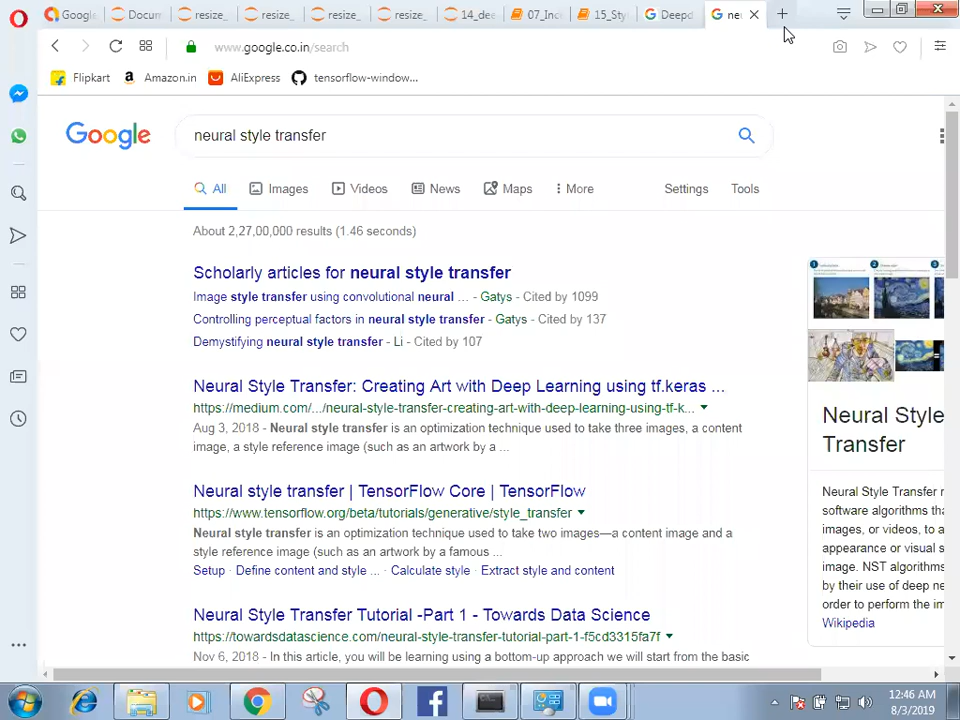 Google
Docum
resize_
resize_
resize_
resize_
14_dee
07_Inc
15_Sty
Deepd
ne
www.google.co.in/search
Flipkart
Amazon.in
AliExpress
tensorflow-window...
Google
neural style transfer
All
Images
Videos
News
Maps
More
Settings
Tools
About 2,27,00,000 results (1.46 seconds)
Scholarly articles for neural style transfer
Image style transfer using convolutional neural ... - Gatys - Cited by 1099
Controlling perceptual factors in neural style transfer - Gatys - Cited by 137
Demystifying neural style transfer - Li - Cited by 107
Neural Style Transfer: Creating Art with Deep Learning using tf.keras ...
https://medium.com/.../neural-style-transfer-creating-art-with-deep-learning-using-tf-k...
Aug 3, 2018 - Neural style transfer is an optimization technique used to take three images, a content
image, a style reference image (such as an artwork by a ...
Neural style transfer | TensorFlow Core | TensorFlow
https://www.tensorflow.org/beta/tutorials/generative/style_transfer
Neural style transfer is an optimization technique used to take two images—a content image and a
style reference image (such as an artwork by a famous ...
Setup · Define content and style ... · Calculate style · Extract style and content
Neural Style Transfer Tutorial -Part 1 - Towards Data Science
https://towardsdatascience.com/neural-style-transfer-tutorial-part-1-f5cd3315fa7f
Nov 6, 2018 - In this article, you will be learning using a bottom-up approach we will start from the basic
Neural Style
Transfer
Neural Style Transfer r
software algorithms tha
images, or videos, to a
appearance or visual s
image. NST algorithms
by their use of deep ne
order to perform the im
Wikipedia
12:46 AM
8/3/2019